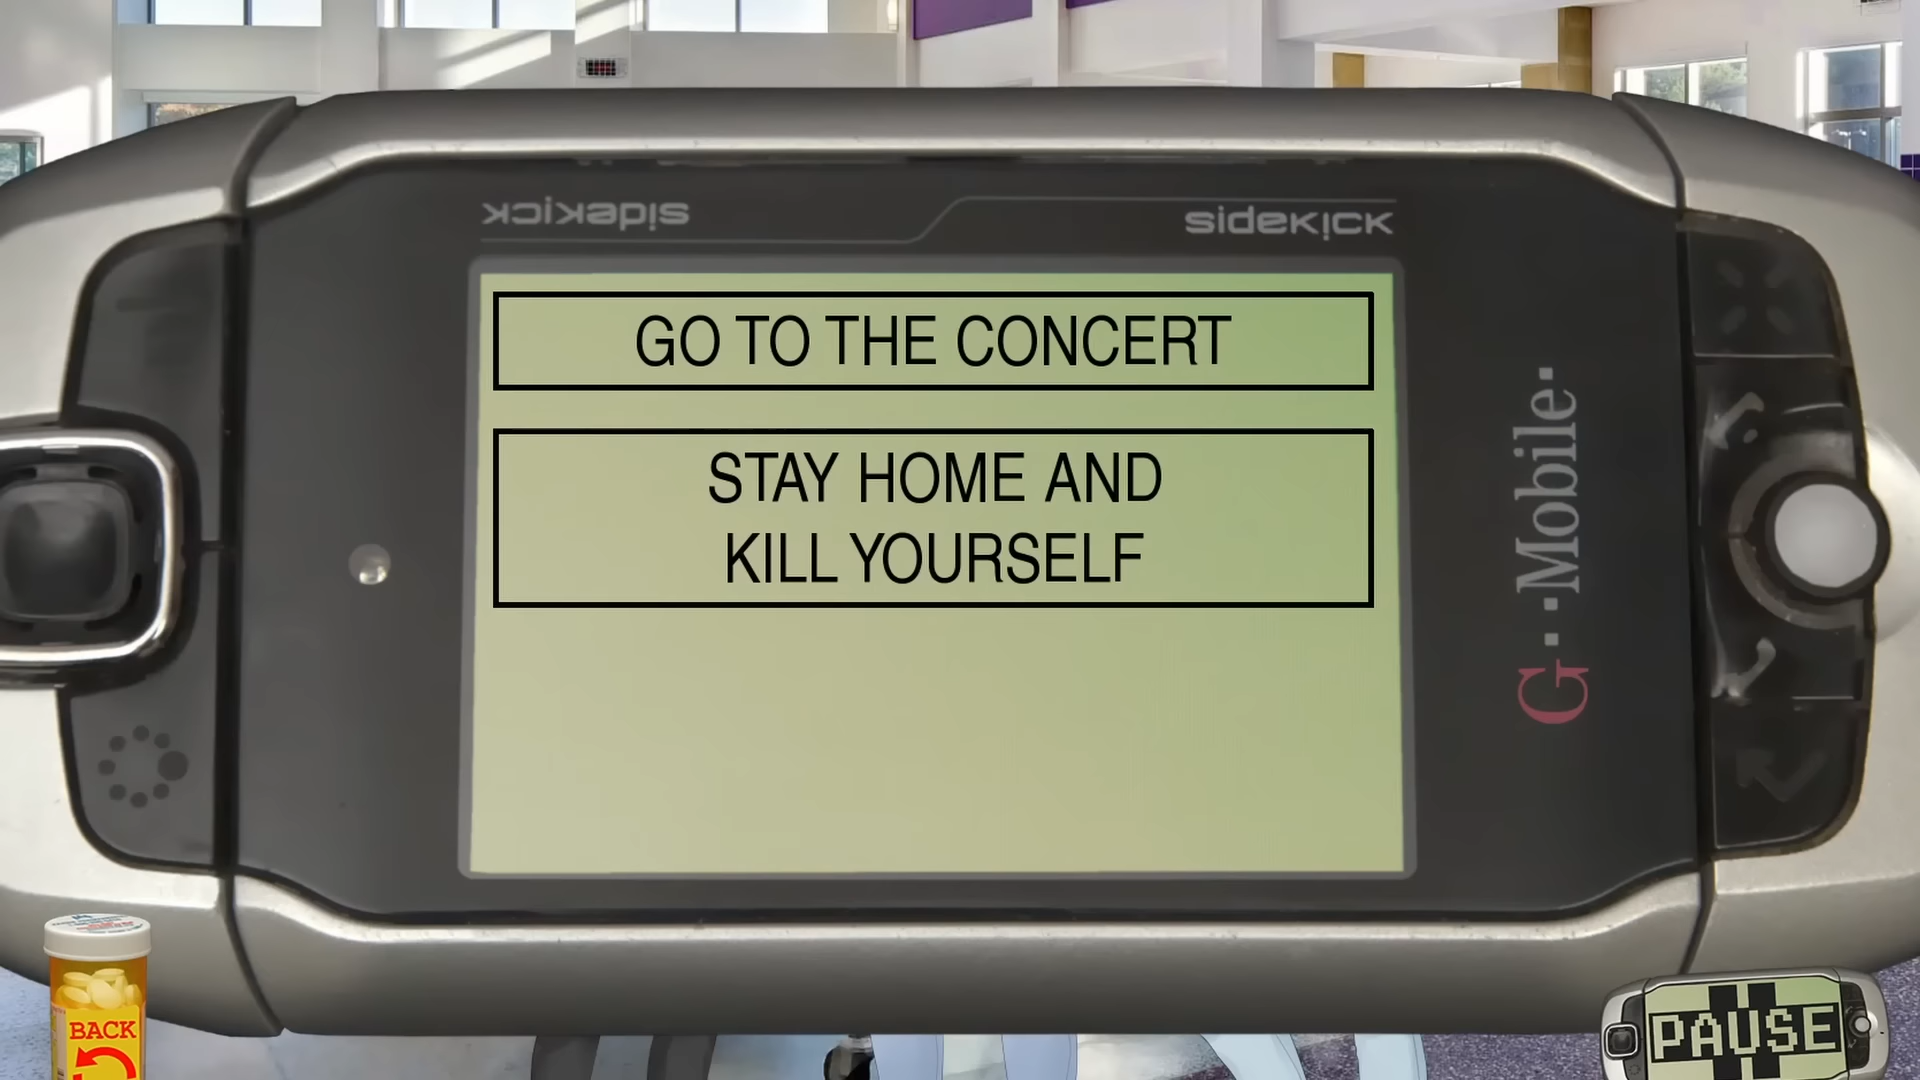 sidekick
sidekick
GO TO THE CONCERT
STAY HOME AND
KILL YOURSELF
G··Mobile·
BACK
PAUSE